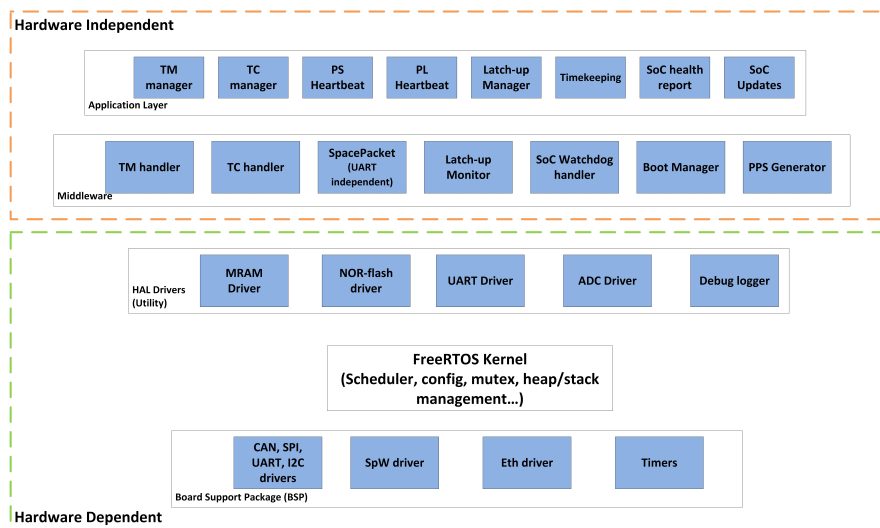 Hardware Independent
TM
manager
TC
manager
PS
Heartbeat
PL
Heartbeat
Latch-up
Manager
Timekeeping
SoC health
report
SoC
Updates
Application Layer
TM handler
TC handler
SpacePacket
(UART
independent)
Latch-up
Monitor
SoC Watchdog
handler
Boot Manager
PPS Generator
Middleware
MRAM
Driver
NOR-flash
driver
UART Driver
ADC Driver
Debug logger
HAL Drivers
(Utility)
FreeRTOS Kernel
(Scheduler, config, mutex, heap/stack
management...)
CAN, SPI,
UART, I2C
drivers
SpW driver
Eth driver
Timers
Board Support Package (BSP)
Hardware Dependent